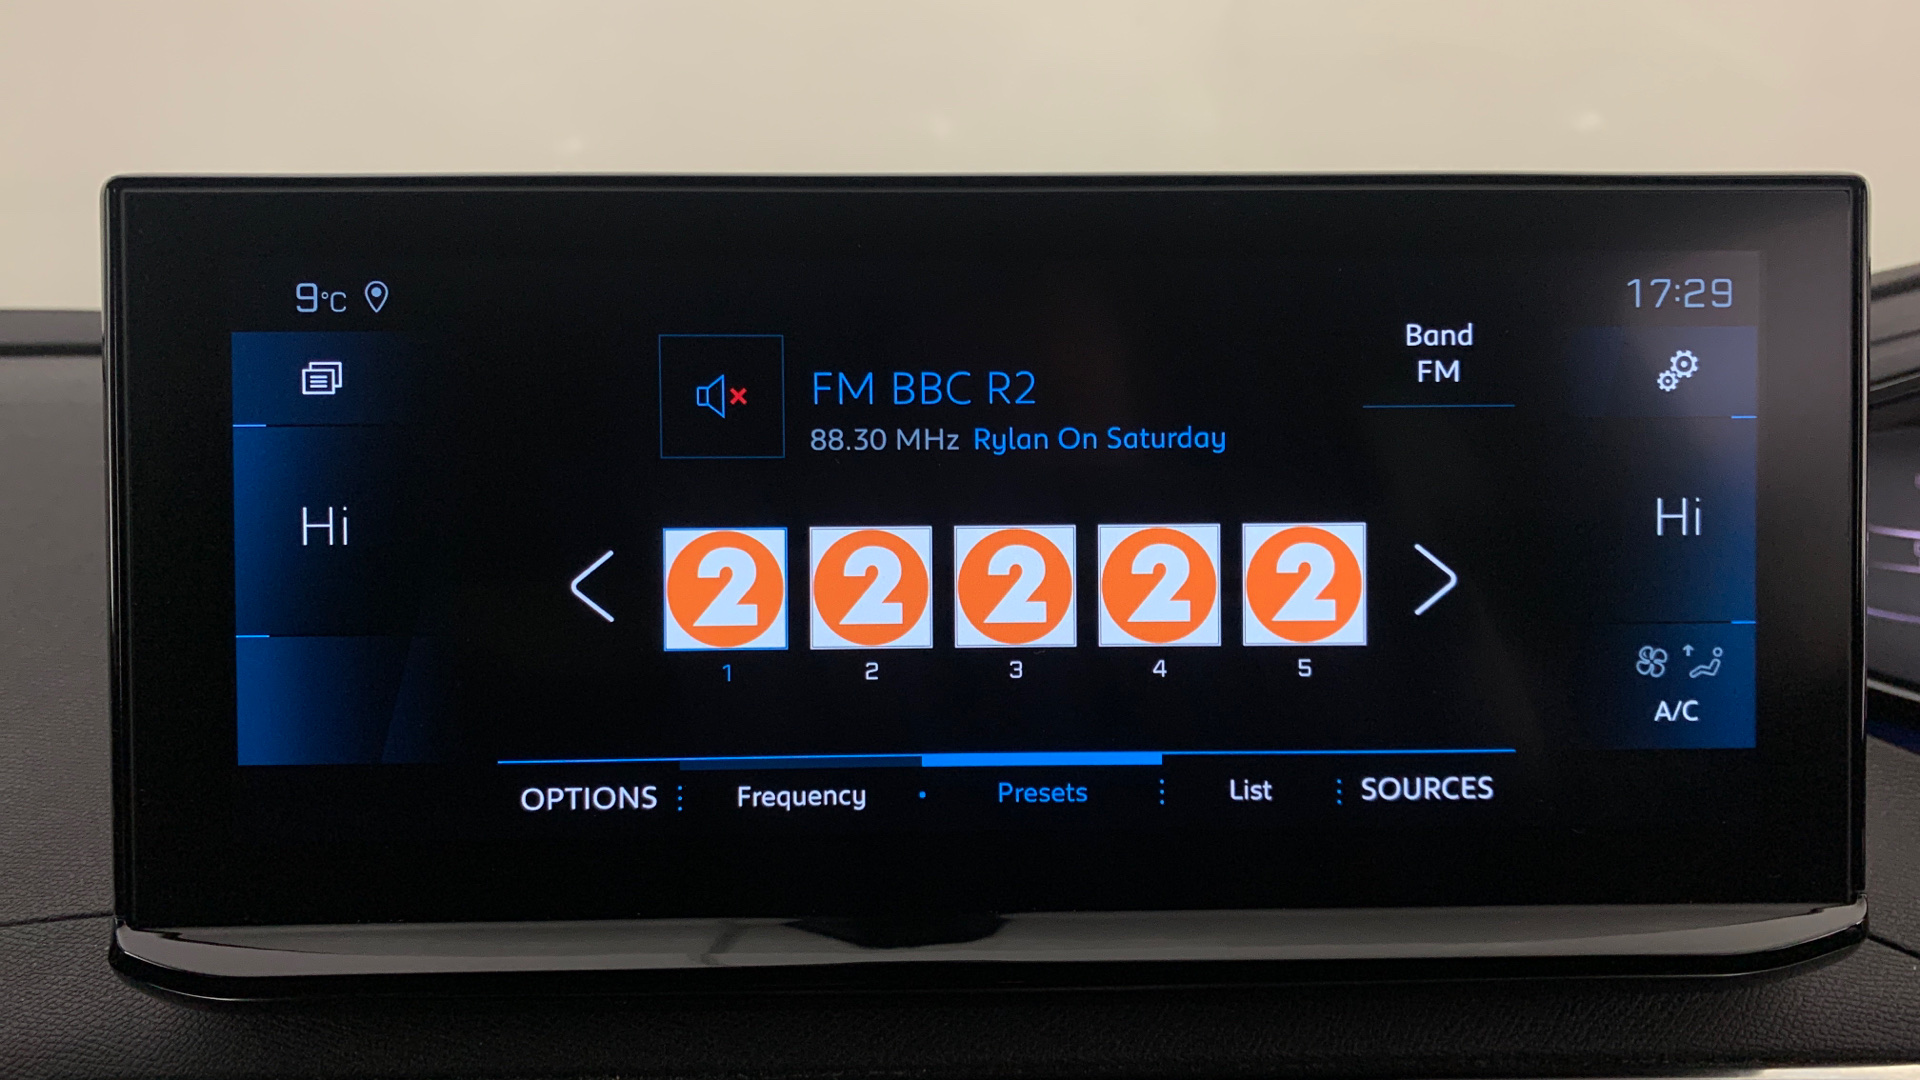 9°C
17:29
Band
FM
FM BBC R2
88.30 MHz Rylan On Saturday
Hi
Hi
2 2 2 2 2
1 2 3 4 5
A/C
OPTIONS Frequency Presets List SOURCES